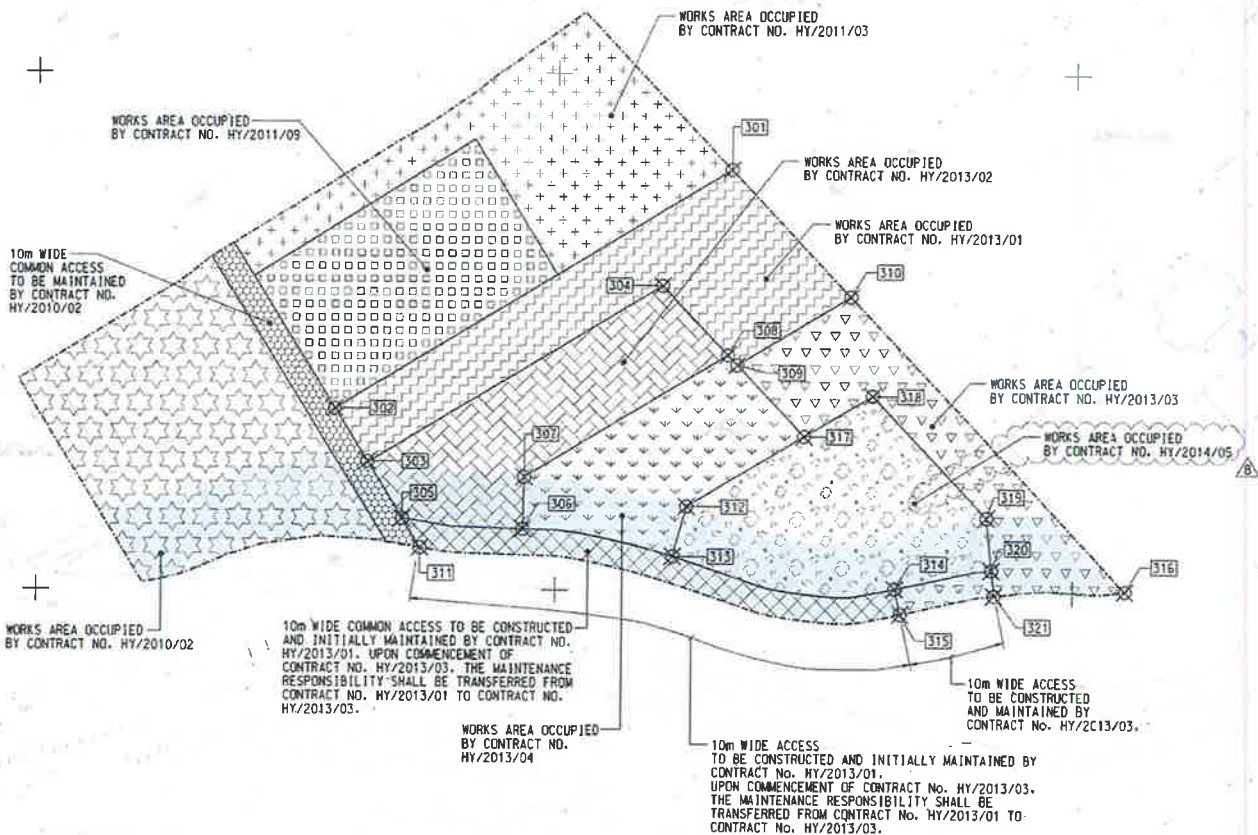 WORKS AREA OCCUPIED
BY CONTRACT NO. HY/2011/03
WORKS AREA OCCUPIED
BY CONTRACT NO. HY/2011/09
301
WORKS AREA OCCUPIED
BY CONTRACT NO. HY/2013/02
WORKS AREA OCCUPIED
BY CONTRACT NO. HY/2013/01
10m WIDE
COMMON ACCESS
TO BE MAINTAINED
BY CONTRACT NO.
HY/2010/02
304
310
308
309
WORKS AREA OCCUPIED
BY CONTRACT NO. HY/2013/03
318
302
WORKS AREA OCCUPIED
BY CONTRACT NO. HY/2014/05
317
307
303
B
305
306
312
319
313
320
311
314
316
321
315
WORKS AREA OCCUPIED
BY CONTRACT NO. HY/2010/02
10m WIDE COMMON ACCESS TO BE CONSTRUCTED
AND INITIALLY MAINTAINED BY CONTRACT NO.
HY/2013/01. UPON COMMENCEMENT OF
CONTRACT NO. HY/2013/03. THE MAINTENANCE
RESPONSIBILITY SHALL BE TRANSFERRED FROM
CONTRACT NO. HY/2013/01 TO CONTRACT NO.
HY/2013/03.
10m WIDE ACCESS
TO BE CONSTRUCTED
AND MAINTAINED BY
CONTRACT No. HY/2013/03.
WORKS AREA OCCUPIED
BY CONTRACT NO.
HY/2013/04
10m WIDE ACCESS
TO BE CONSTRUCTED AND INITIALLY MAINTAINED BY
CONTRACT No. HY/2013/01.
UPON COMMENCEMENT OF CONTRACT No. HY/2013/03.
THE MAINTENANCE RESPONSIBILITY SHALL BE
TRANSFERRED FROM CONTRACT NO. HY/2013/01 TO
CONTRACT No. HY/2013/03.